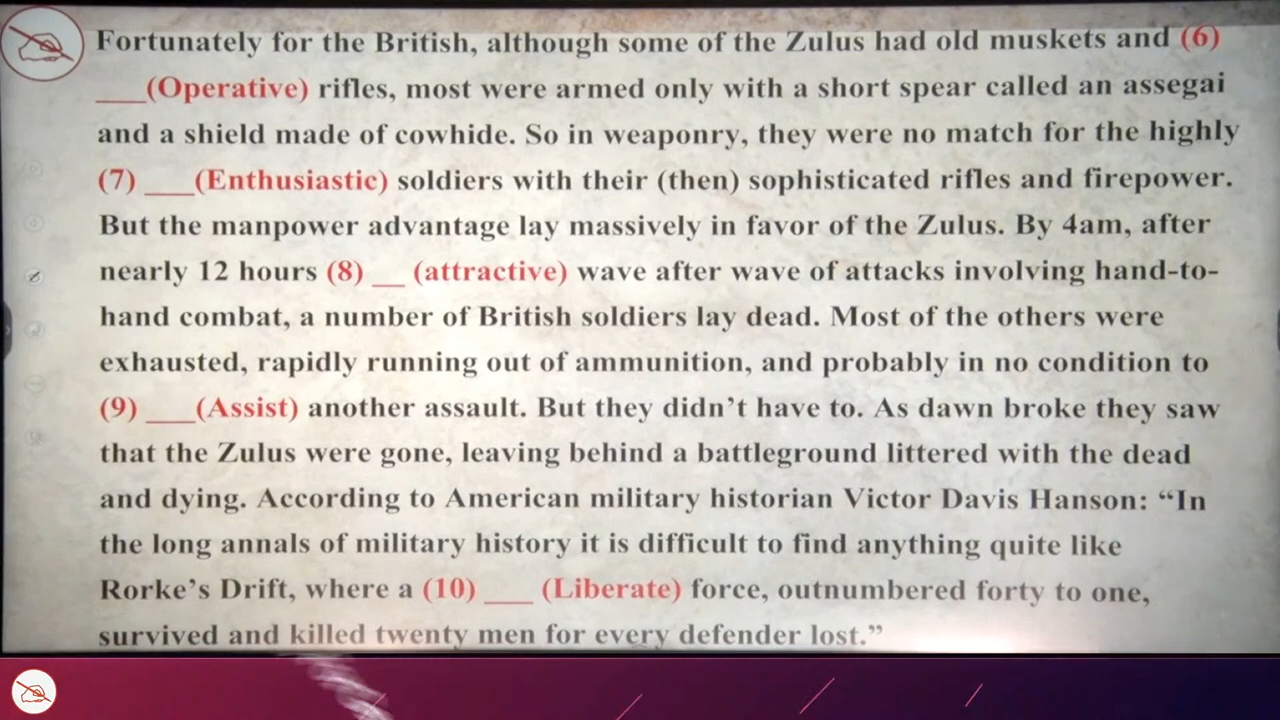 Fortunately for the British, although some of the Zulus had old muskets and (6)
___(Operative) rifles, most were armed only with a short spear called an assegai
and a shield made of cowhide. So in weaponry, they were no match for the highly
(7) ___(Enthusiastic) soldiers with their (then) sophisticated rifles and firepower.
But the manpower advantage lay massively in favor of the Zulus. By 4am, after
nearly 12 hours (8) __ (attractive) wave after wave of attacks involving hand-to-
hand combat, a number of British soldiers lay dead. Most of the others were
exhausted, rapidly running out of ammunition, and probably in no condition to
(9) ___(Assist) another assault. But they didn’t have to. As dawn broke they saw
that the Zulus were gone, leaving behind a battleground littered with the dead
and dying. According to American military historian Victor Davis Hanson: “In
the long annals of military history it is difficult to find anything quite like
Rorke’s Drift, where a (10) ___ (Liberate) force, outnumbered forty to one,
survived and killed twenty men for every defender lost.”